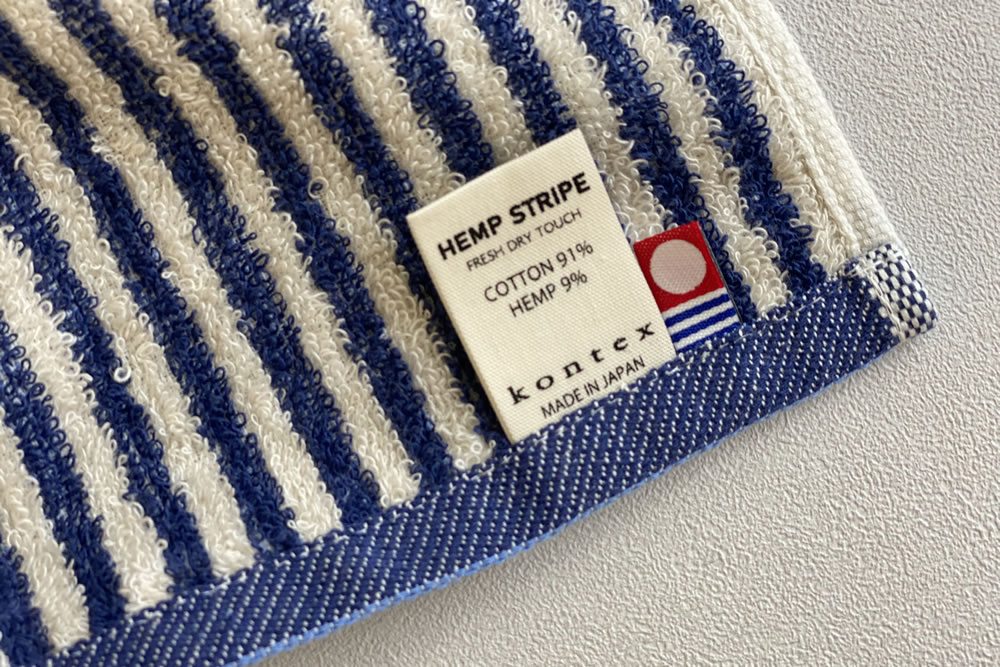 HEMP STRIPE
FRESH DRY TOUCH
COTTON 91%
HEMP 9%
kontex
MADE IN JAPAN